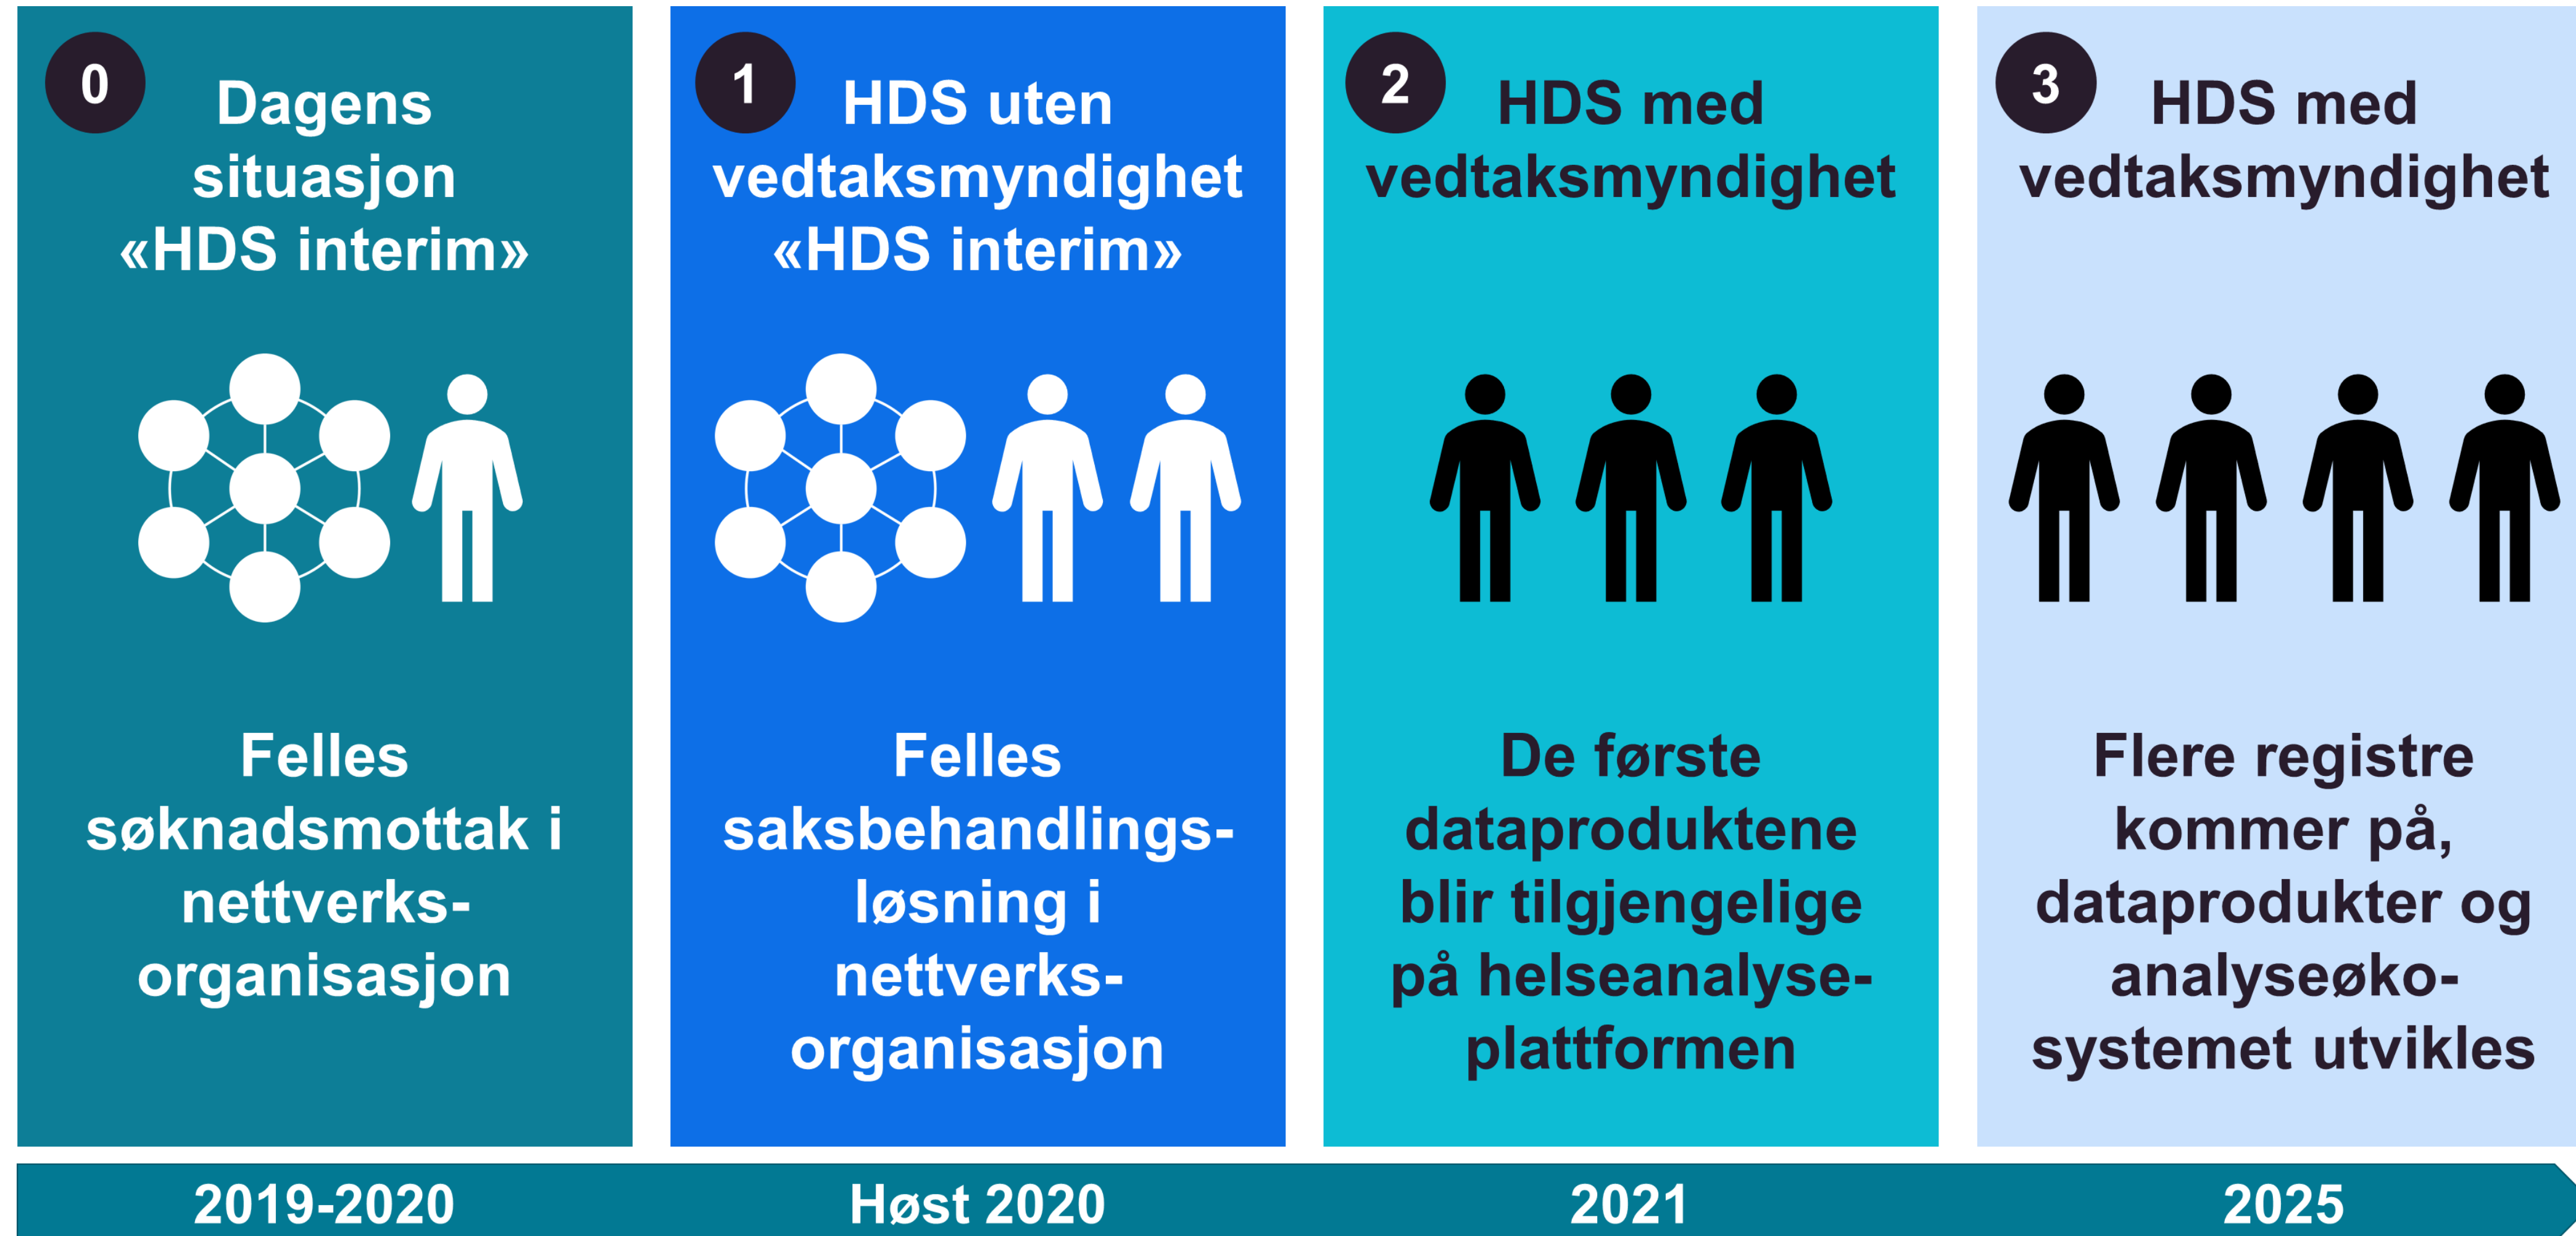 0
Dagens
situasjon
«HDS interim»
Felles
søknadsmottak i
nettverks-
organisasjon
1
HDS uten
vedtaksmyndighet
«HDS interim»
Felles
saksbehandlings-
løsning i
nettverks-
organisasjon
2
HDS med
vedtaksmyndighet
De første
dataproduktene
blir tilgjengelige
på helseanalyse-
plattformen
3
HDS med
vedtaksmyndighet
Flere registre
kommer på,
dataprodukter og
analyseøko-
systemet utvikles
2019-2020
Høst 2020
2021
2025